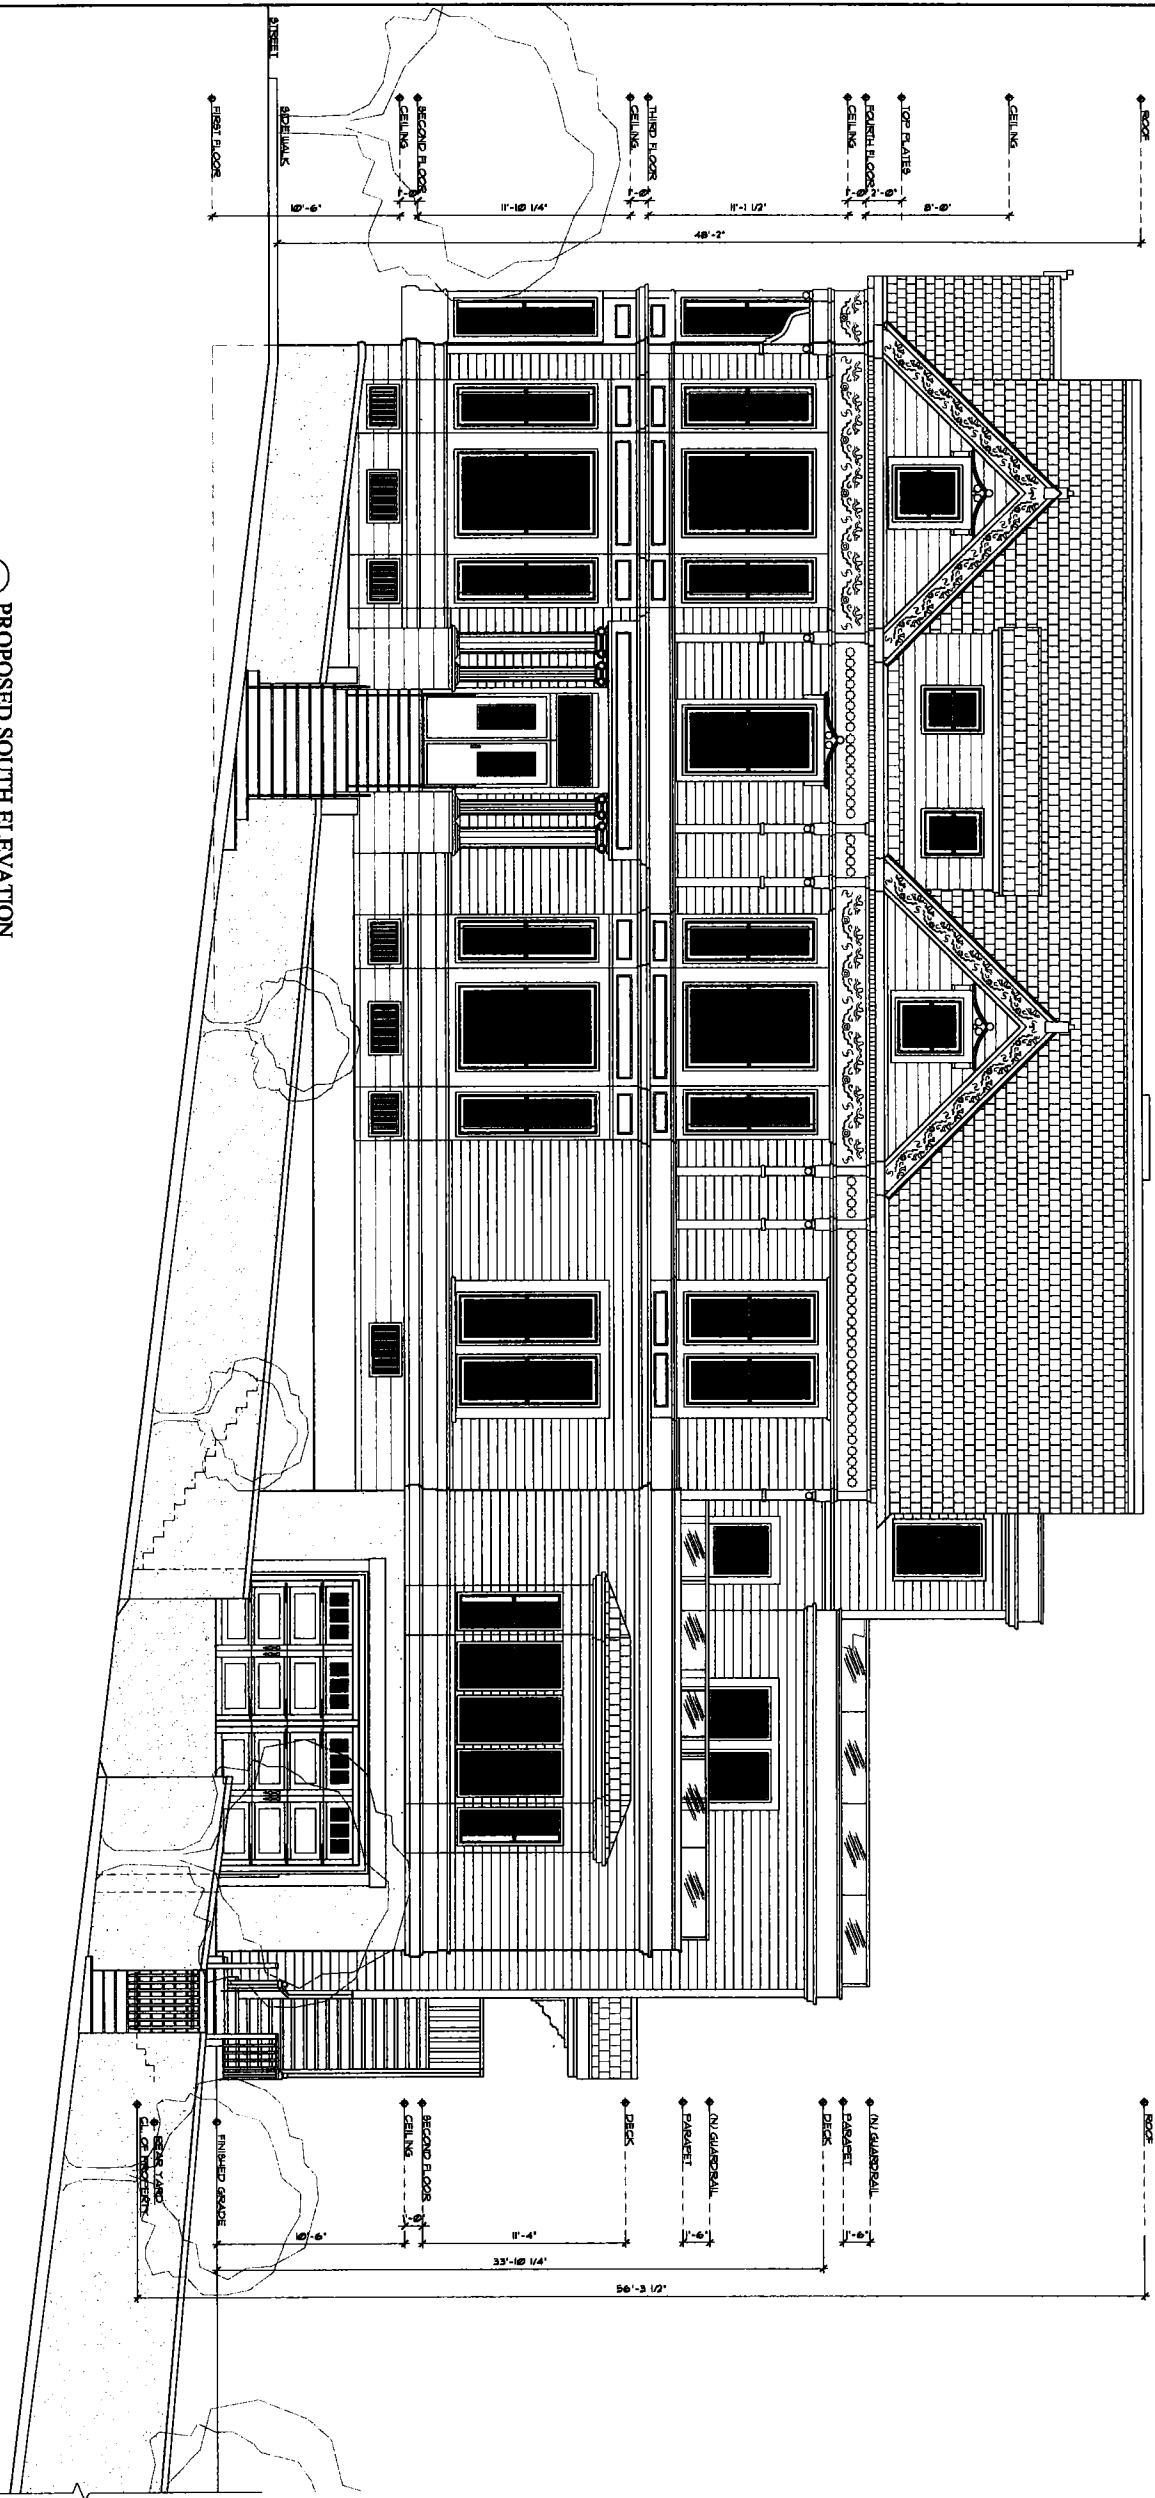 ROOF
CEILING
TOP PLATES
FOURTH FLOOR
CEILING
THIRD FLOOR
CEILING
SECOND FLOOR
CEILING
STREET
SIDEWALK
FIRST FLOOR
8'-0"
2'-0"
1'-0"
11'-1 1/2"
1'-0"
11'-10 1/4"
1'-0"
10'-6"
48'-2"
ROOF
(N) GUARDRAIL
PARAPET
DECK
(N) GUARDRAIL
PARAPET
DECK
SECOND FLOOR
CEILING
FINISHED GRADE
REAR YARD
CL OF PROPERTY
1'-6"
1'-6"
11'-4"
1'-0"
10'-6"
33'-10 1/4"
56'-3 1/2"
PROPOSED SOUTH ELEVATION